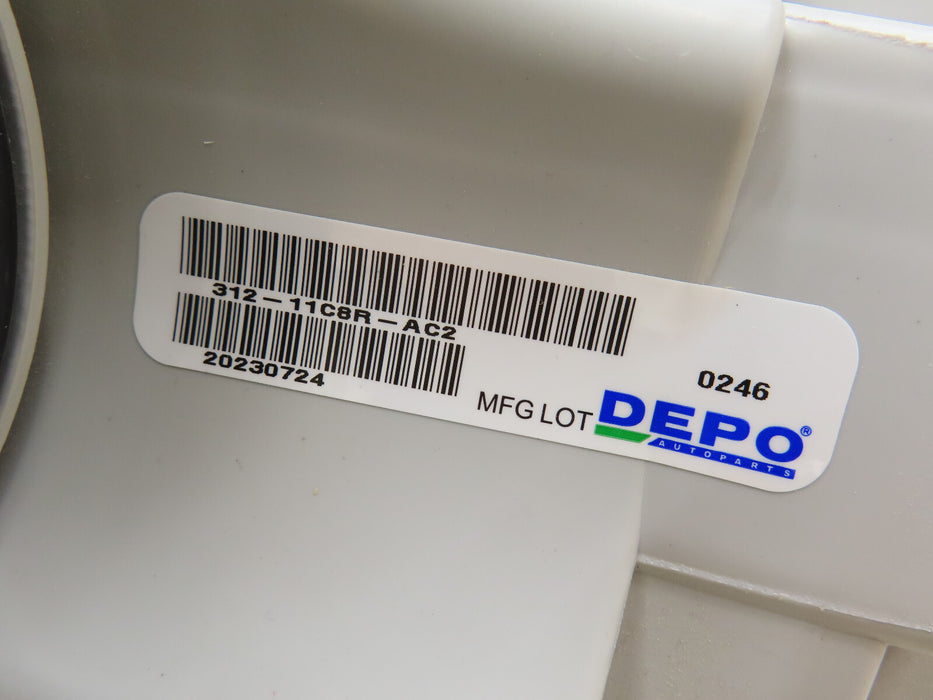 312-11C8R-AC2
20230724
0246
MFG LOT
DEPO®
AUTOPARTS